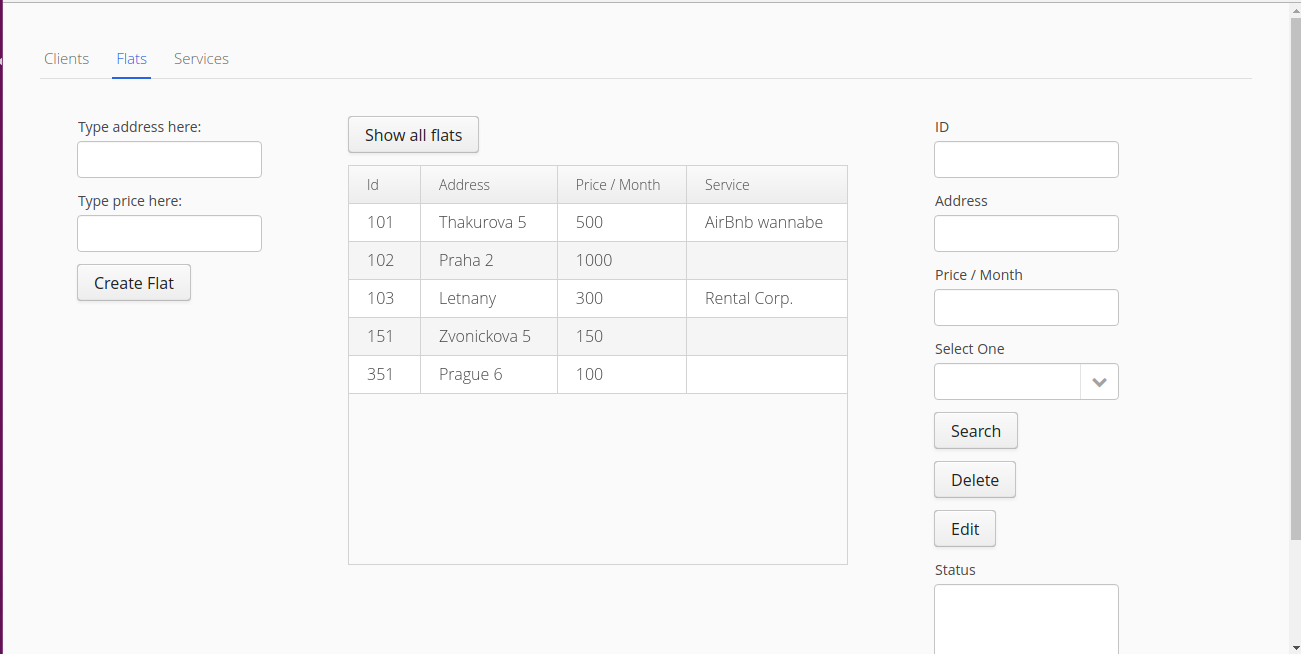 Clients Flats Services
Type address here:
Type price here:
Create Flat
Show all flats
Id Address Price / Month Service
101 Thakurova 5 500 AirBnb wannabe
102 Praha 2 1000
103 Letnany 300 Rental Corp.
151 Zvonickova 5 150
351 Prague 6 100
ID
Address
Price / Month
Select One
Search
Delete
Edit
Status